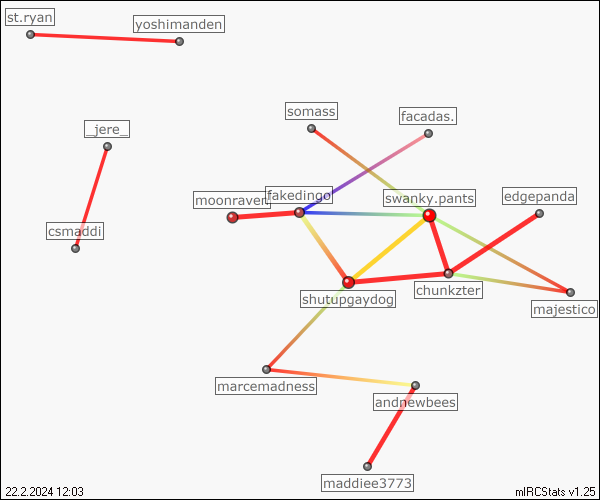 st.ryan
yoshimanden
somass
facadas.
_jere_
moonraven
fakedingo
swanky.pants
edgepanda
csmaddi
shutupgaydog
chunkzter
majestico
marcemadness
andnewbees
maddiee3773
22.2.2024 12:03
mIRCStats v1.25